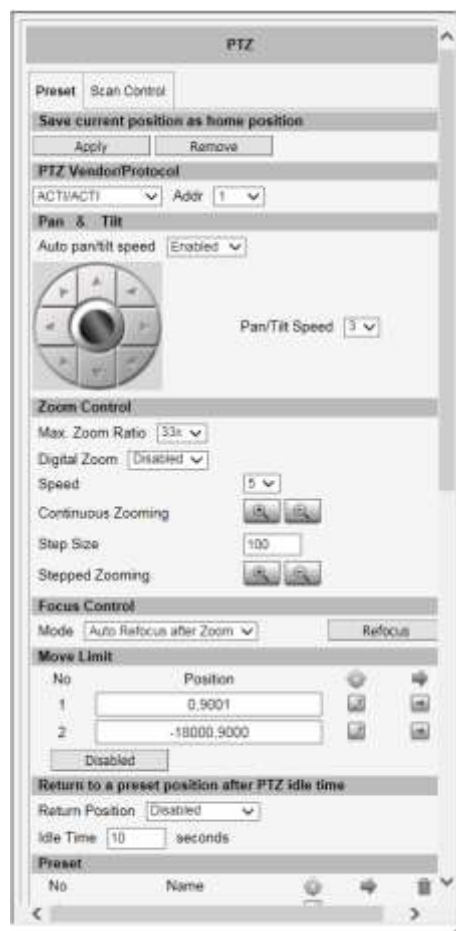 PTZ
Preset Scan Control
Save current position as home position
Apply Remove
PTZ Vendor/Protocol
ACTi/ACTi Addr 1
Pan & Tilt
Auto pan/tilt speed Enabled
Pan/Tilt Speed 3
Zoom Control
Max. Zoom Ratio 33x
Digital Zoom Disabled
Speed 5
Continuous Zooming
Step Size 100
Stepped Zooming
Focus Control
Mode Auto Refocus after Zoom Refocus
Move Limit
No Position
1 0,9001
2 -18000,9000
Disabled
Return to a preset position after PTZ idle time
Return Position Disabled
Idle Time 10 seconds
Preset
No Name